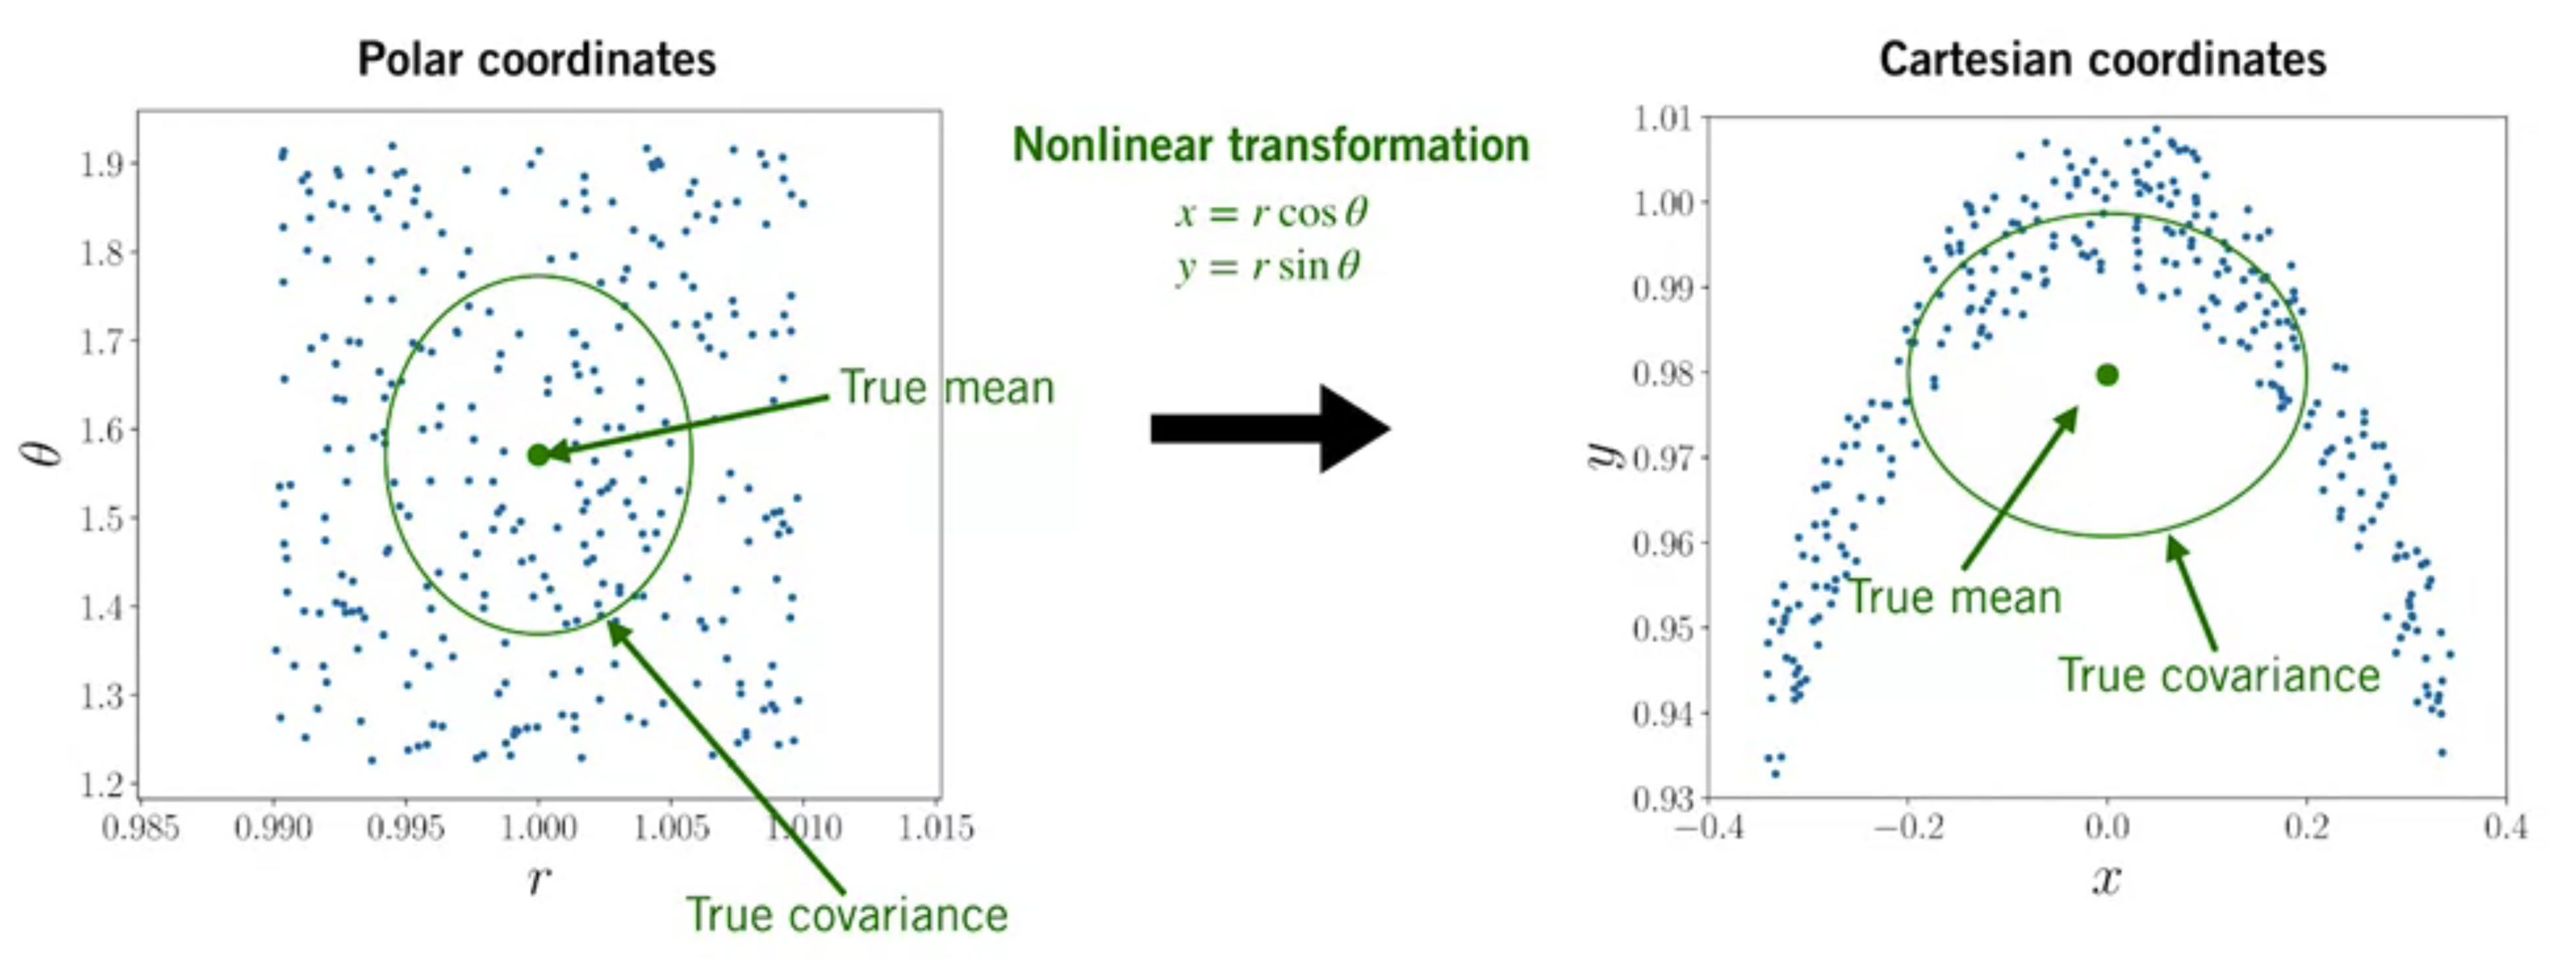 Polar coordinates
1.9
1.8
1.7
1.6
1.5
1.4
1.3
1.2
θ
0.985 0.990 0.995 1.000 1.005 1.010 1.015
r
True mean
True covariance
Nonlinear transformation
x = r cos θ
y = r sin θ
Cartesian coordinates
1.01
1.00
0.99
0.98
0.97
0.96
0.95
0.94
0.93
y
−0.4 −0.2 0.0 0.2 0.4
x
True mean
True covariance